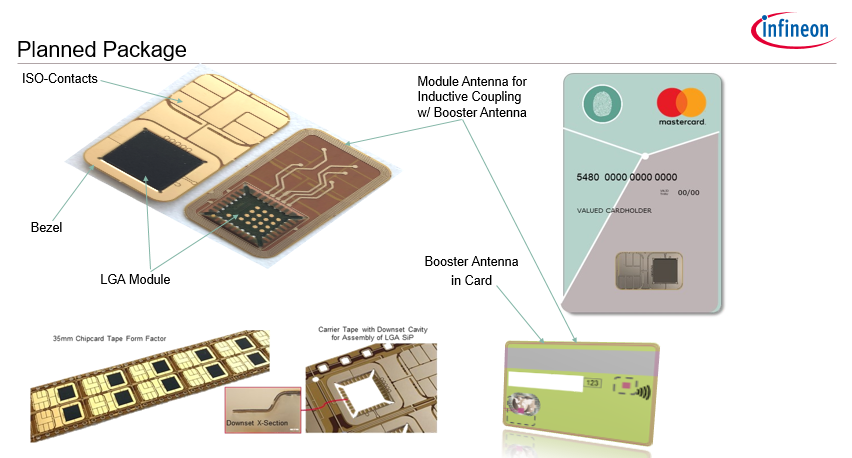 infineon
Planned Package
ISO-Contacts
Module Antenna for
Inductive Coupling
w/ Booster Antenna
mastercard.
5480 0000 0000 0000
00/00
VALUED CARDHOLDER
Bezel
LGA Module
Booster Antenna
in Card
35mm Chipcard Tape Form Factor
Carrier Tape with Downset Cavity
for Assembly of LGA SiP
Downset X-Section
123